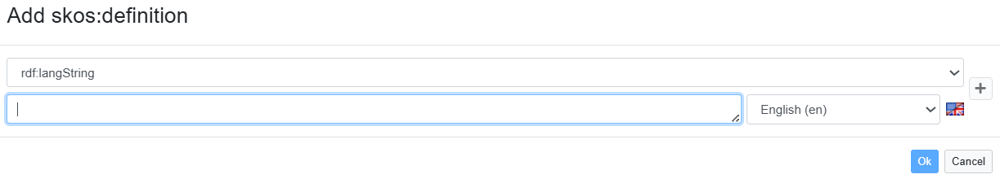 Add skos:definition
rdf:langString
English (en)
Ok
Cancel